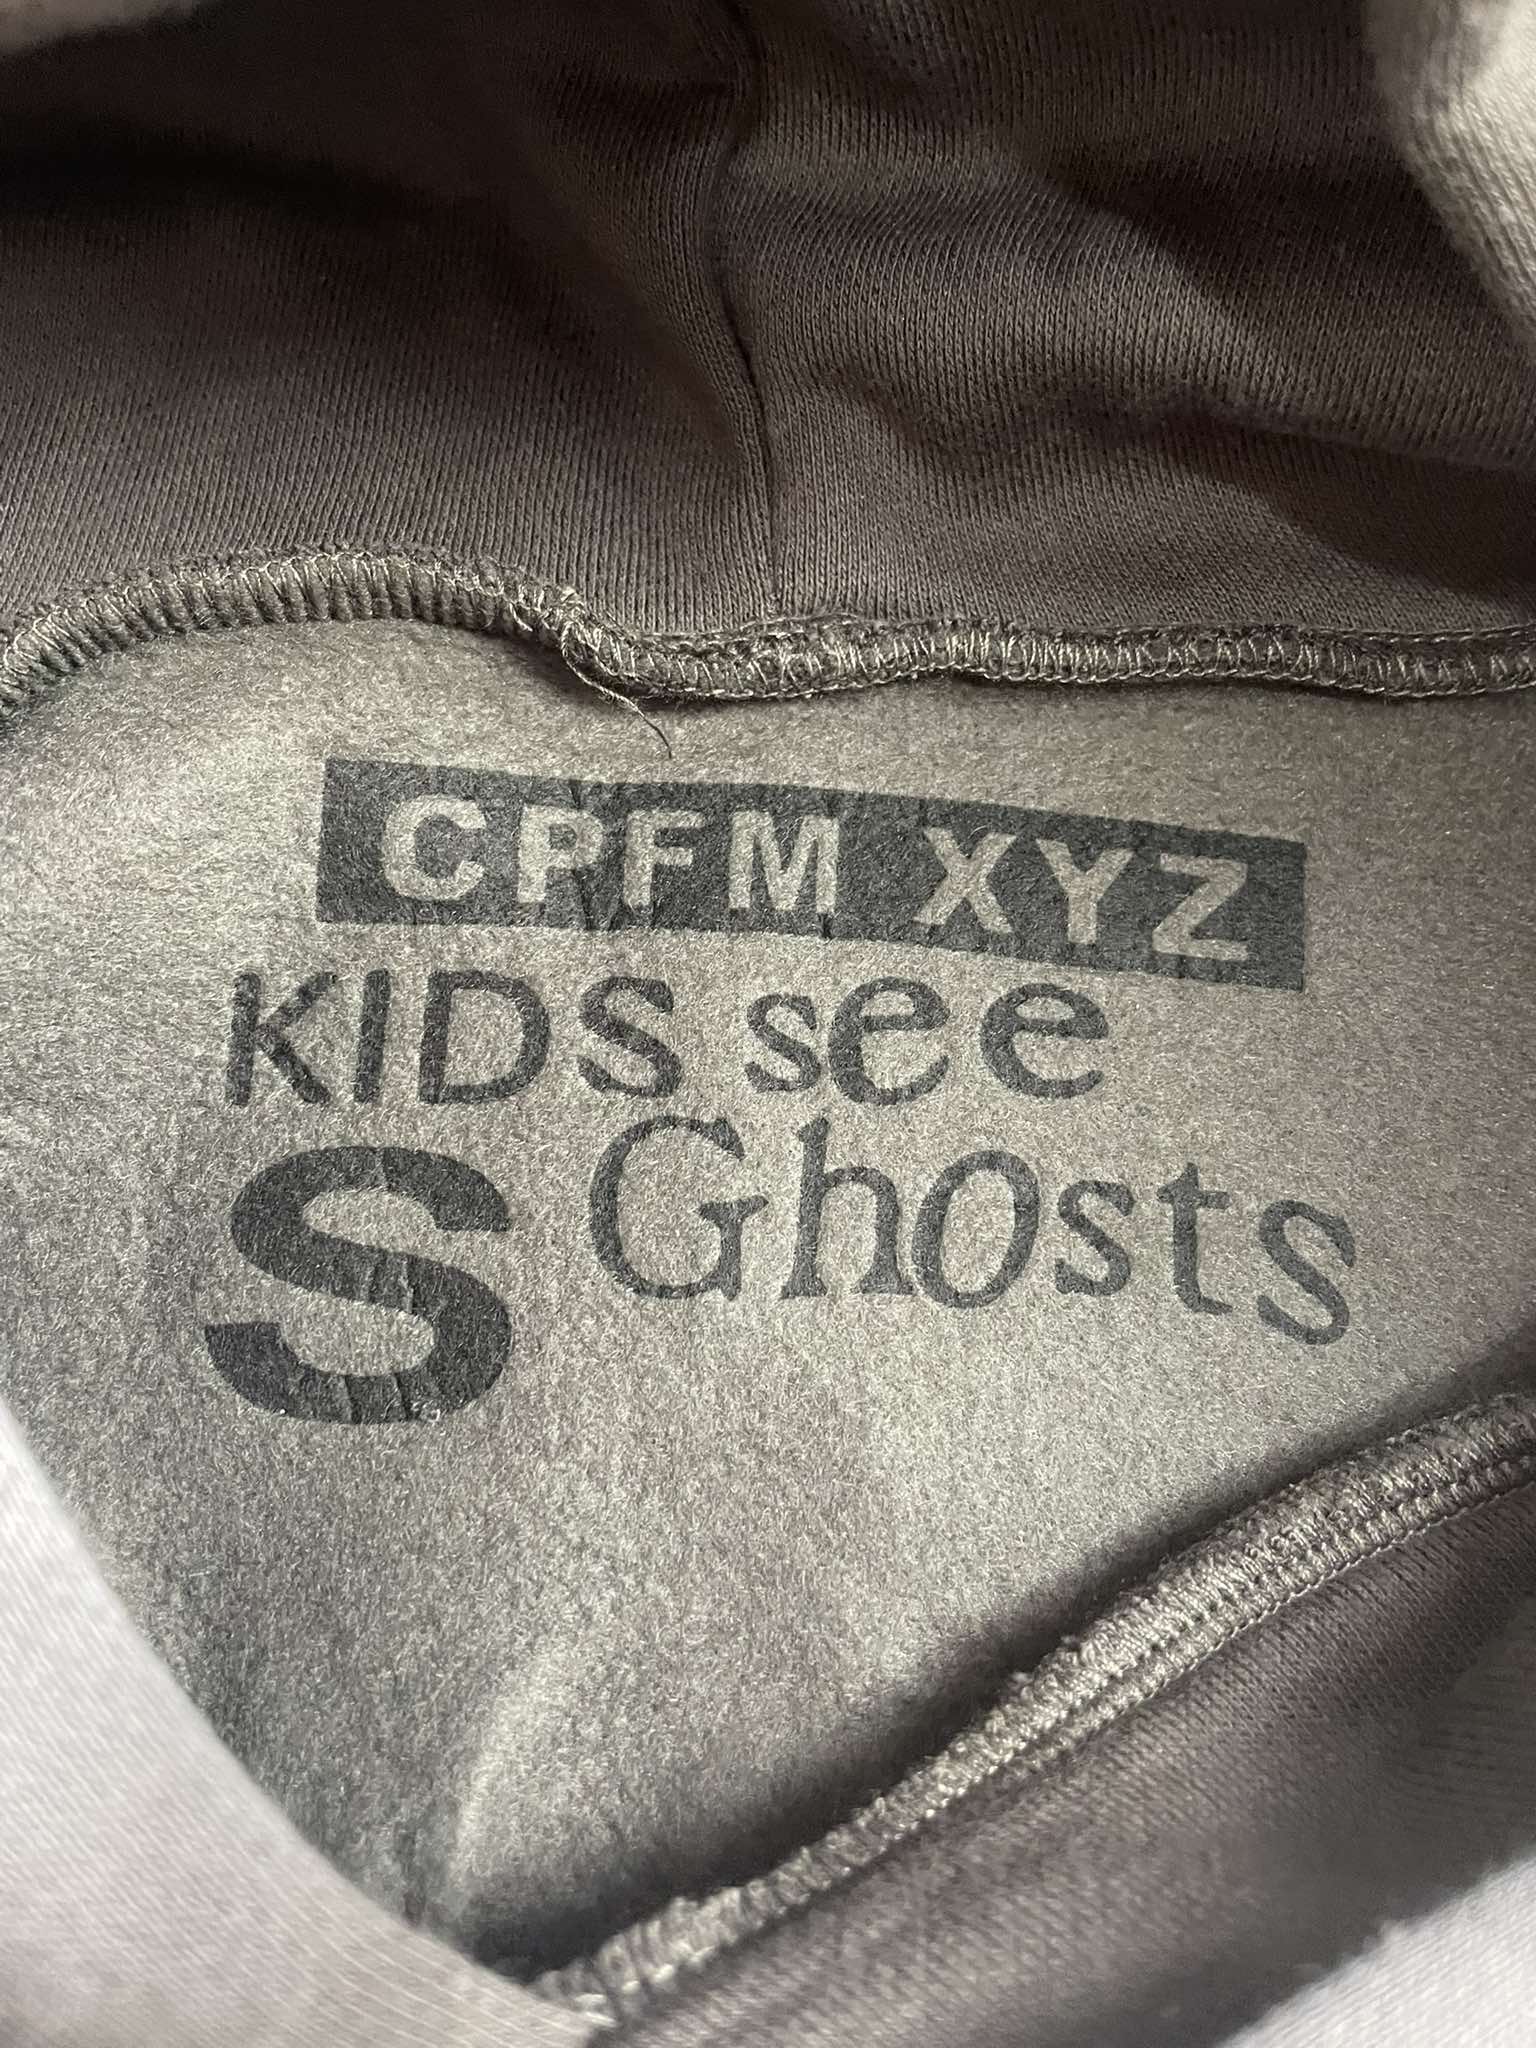 CPFM XYZ
KIDS see
S Ghosts